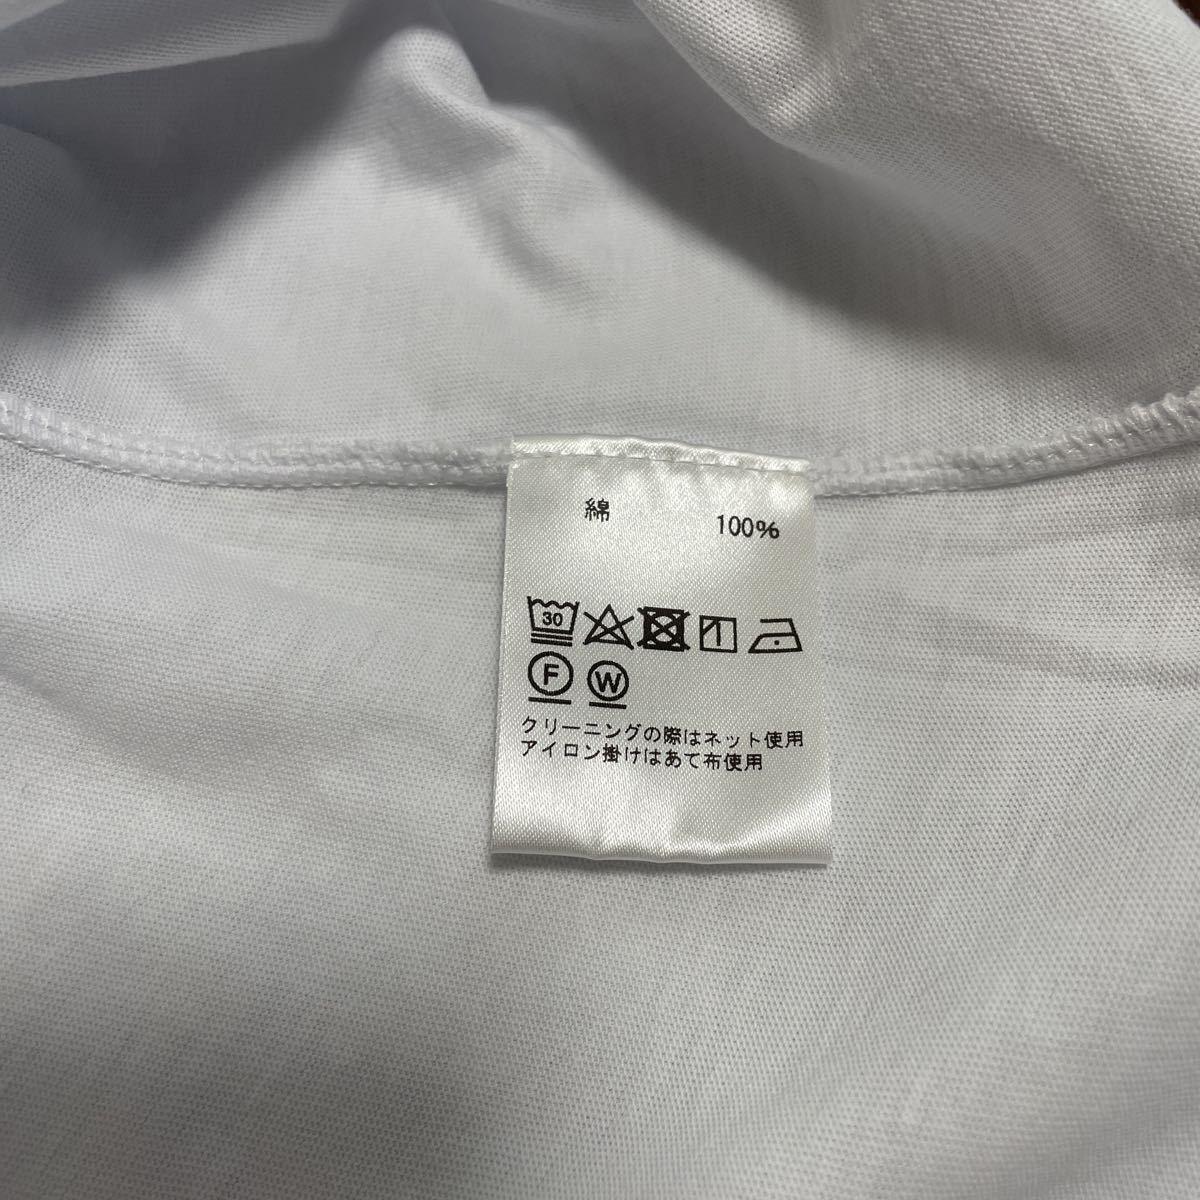 綿 100%
30
F W
クリーニングの際はネット使用
アイロン掛けはあて布使用